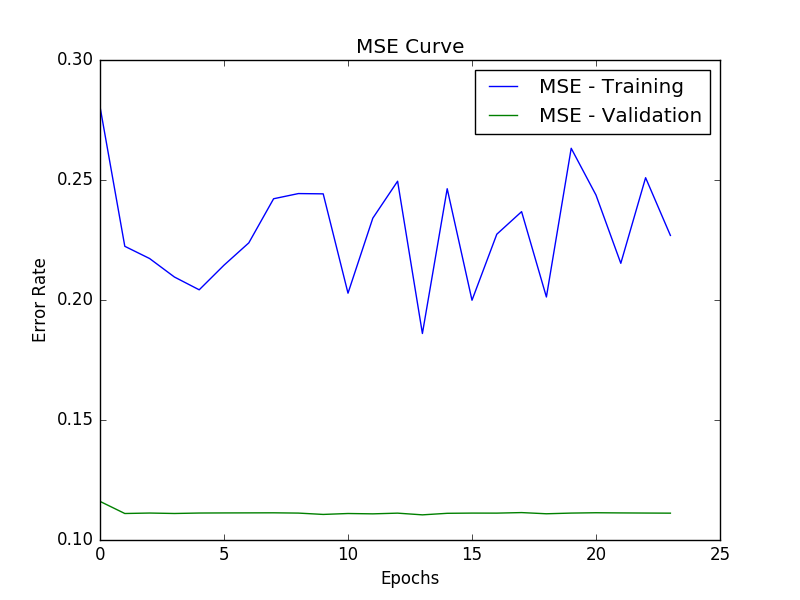 MSE Curve
MSE - Training
MSE - Validation
0.30
0.25
0.20
0.15
0.10
Error Rate
0 5 10 15 20 25
Epochs